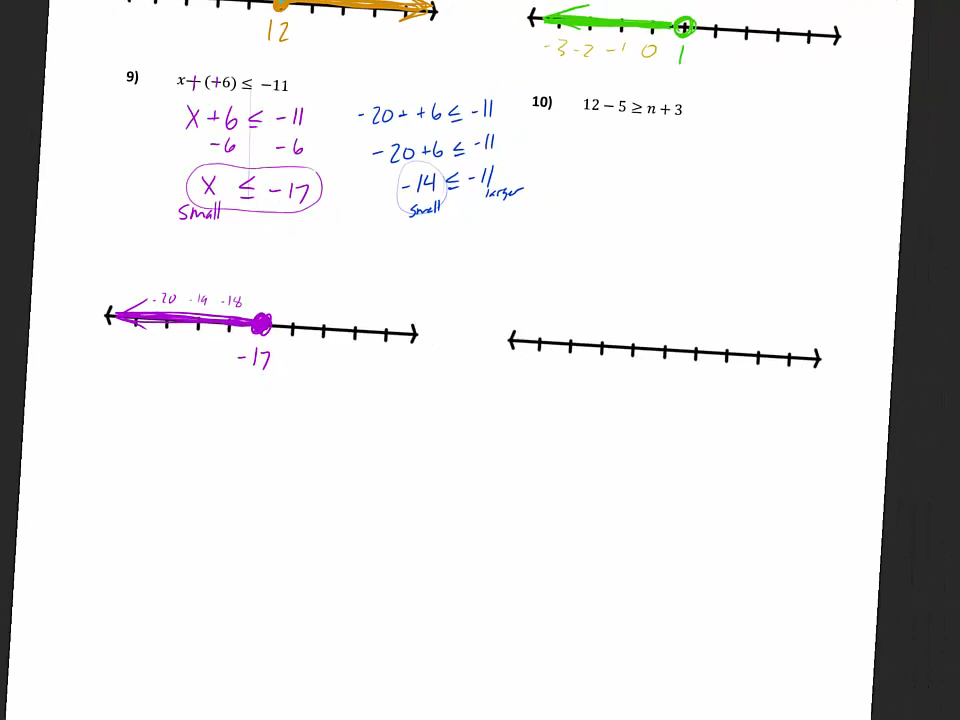 12
-3 -2 -1 0 1
9) x + (+6) ≤ −11
x + 6 ≤ -11
-6 -6
x ≤ -17
small
-20 + +6 ≤ -11
-20 + 6 ≤ -11
-14 ≤ -11
small larger
10) 12 − 5 ≥ n + 3
-20 -19 -18
-17